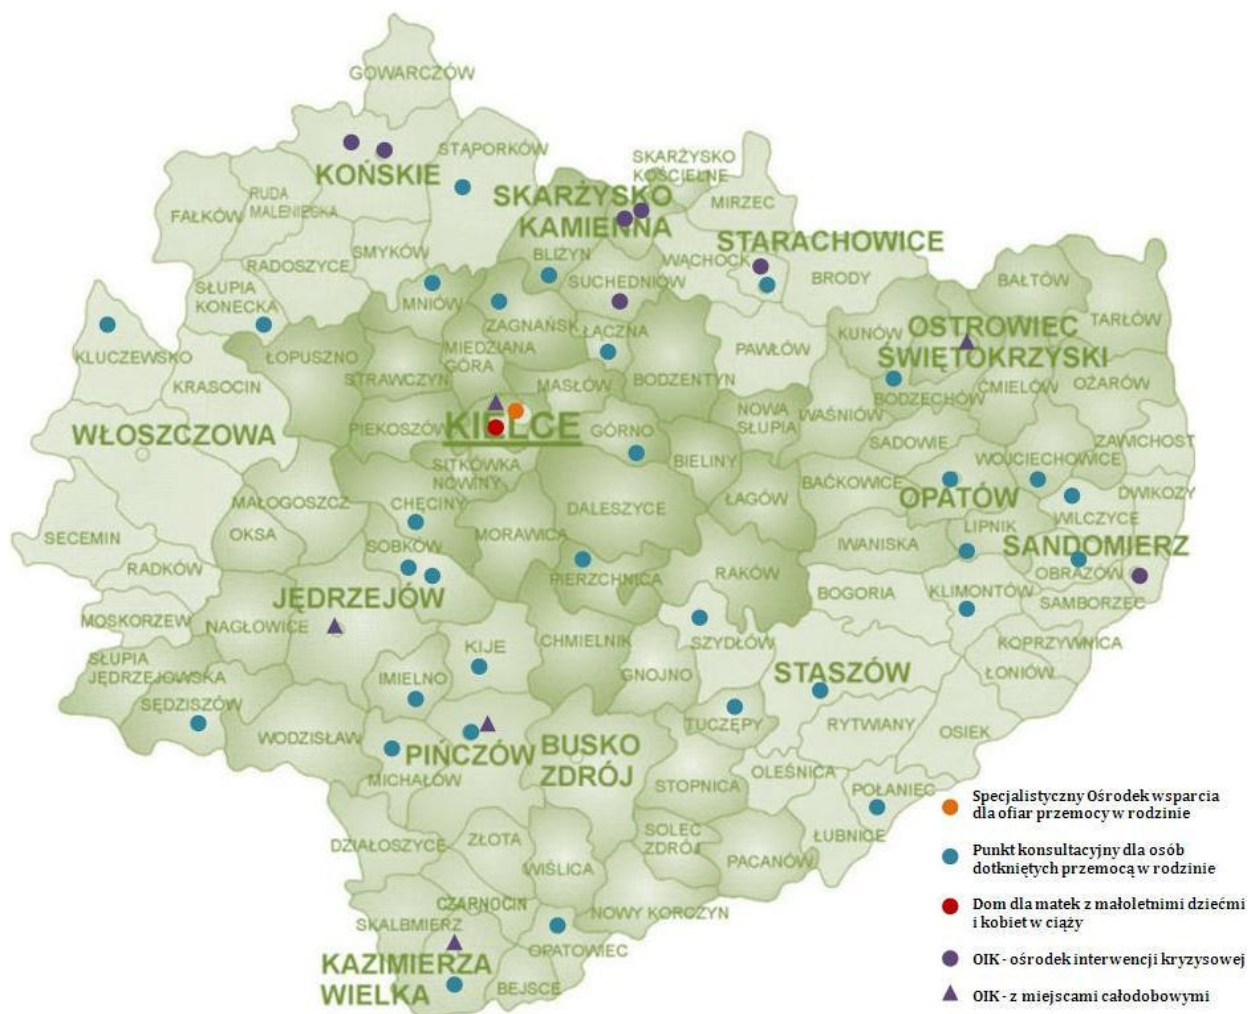 GOWARCZÓW
STĄPORKÓW
KOŃSKIE
SKARŻYSKO
KOŚCIELNE
RUDA
MALENIECKA
FAŁKÓW
SKARŻYSKO
KAMIENNA
MIRZEC
SMYKÓW
STARACHOWICE
RADOSZYCE
BLIŻYN
WĄCHOCK
SŁUPIA
KONECKA
MNIÓW
SUCHEDNIÓW
BRODY
BAŁTÓW
ZAGNAŃSK
ŁĄCZNA
KUNÓW
OSTROWIEC
ŚWIĘTOKRZYSKI
TARŁÓW
KLUCZEWSKO
ŁOPUSZNO
MIEDZIANA
GÓRA
PAWŁÓW
KRASOCIN
STRAWCZYN
MASŁÓW
BODZENTYN
BODZECHÓW
ĆMIELÓW
OŻARÓW
WŁOSZCZOWA
PIEKOSZÓW
KIELCE
GÓRNO
NOWA
SŁUPIA
WAŚNIÓW
SADOWIE
ZAWICHOST
SITKÓWKA
NOWINY
BIELINY
WOJCIECHOWICE
MAŁOGOSZCZ
CHĘCINY
DALESZYCE
ŁAGÓW
BAĆKOWICE
OPATÓW
DWIKOZY
SECEMIN
OKSA
SOBKÓW
MORAWICA
LIPNIK
WILCZYCE
IWANISKA
SANDOMIERZ
RADKÓW
PIERZCHNICA
RAKÓW
OBRAZÓW
JĘDRZEJÓW
BOGORIA
KLIMONTÓW
SAMBORZEC
MOSKORZEW
NAGŁOWICE
KIJE
CHMIELNIK
SZYDŁÓW
KOPRZYWNICA
SŁUPIA
JĘDRZEJOWSKA
IMIELNO
GNOJNO
STASZÓW
ŁONIÓW
SĘDZISZÓW
TUCZĘPY
RYTWIANY
OSIEK
WODZISŁAW
PIŃCZÓW
BUSKO
ZDRÓJ
MICHAŁÓW
STOPNICA
OLEŚNICA
POŁANIEC
DZIAŁOSZYCE
ZŁOTA
SOLEC
ZDRÓJ
ŁUBNICE
WIŚLICA
PACANÓW
CZARNOCIN
SKALBMIERZ
NOWY KORCZYN
OPATOWIEC
KAZIMIERZA
WIELKA
BEJSCE
Specjalistyczny Ośrodek wsparcia
dla ofiar przemocy w rodzinie
Punkt konsultacyjny dla osób
dotkniętych przemocą w rodzinie
Dom dla matek z małoletnimi dziećmi
i kobiet w ciąży
OIK - ośrodek interwencji kryzysowej
OIK - z miejscami całodobowymi